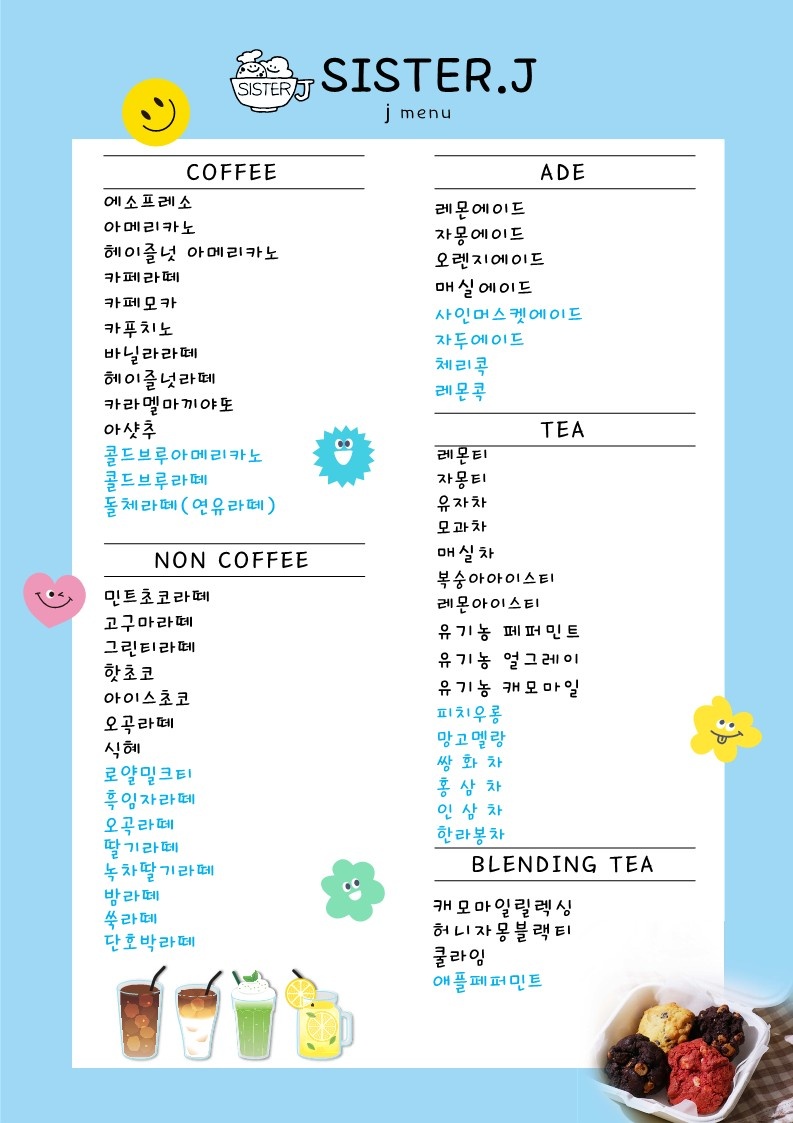 SISTER J
SISTER.J
j menu
COFFEE
에소프레소
아메리카노
헤이즐넛 아메리카노
카페라떼
카페모카
카푸치노
바닐라라떼
헤이즐넛라떼
카라멜마끼야또
아샷추
콜드브루아메리카노
콜드브루라떼
돌체라떼(연유라떼)
NON COFFEE
민트초코라떼
고구마라떼
그린티라떼
핫초코
아이스초코
오곡라떼
식혜
로얄밀크티
흑임자라떼
오곡라떼
딸기라떼
녹차딸기라떼
밤라떼
쑥라떼
단호박라떼
ADE
레몬에이드
자몽에이드
오렌지에이드
매실에이드
사인머스켓에이드
자두에이드
체리콕
레몬콕
TEA
레몬티
자몽티
유자차
모과차
매실차
복숭아아이스티
레몬아이스티
유기농 페퍼민트
유기농 얼그레이
유기농 캐모마일
피치우롱
망고멜랑
쌍 화 차
홍 삼 차
인 삼 차
한라봉차
BLENDING TEA
캐모마일릴렉싱
허니자몽블랙티
쿨라임
애플페퍼민트